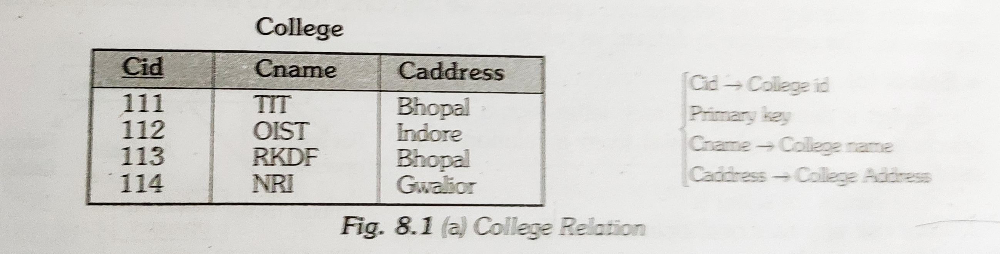 College
Cid Cname Caddress
111 TIT Bhopal
112 OIST Indore
113 RKDF Bhopal
114 NRI Gwalior
Cid → College id
Primary key
Cname → College name
Caddress → College Address
Fig. 8.1 (a) College Relation